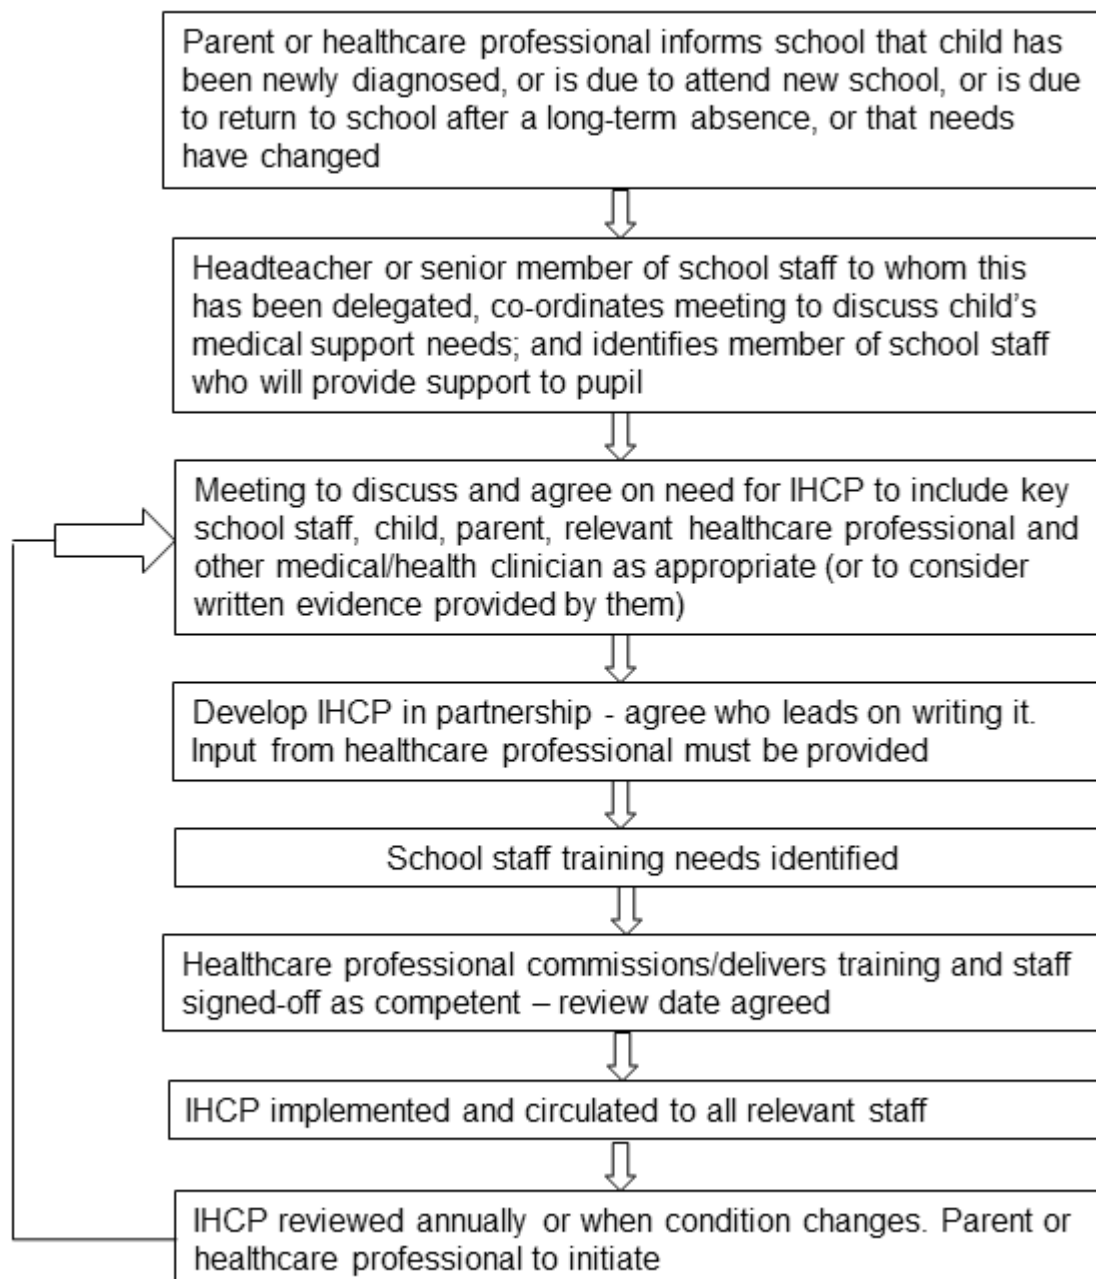 Parent or healthcare professional informs school that child has
been newly diagnosed, or is due to attend new school, or is due
to return to school after a long-term absence, or that needs
have changed
Headteacher or senior member of school staff to whom this
has been delegated, co-ordinates meeting to discuss child's
medical support needs; and identifies member of school staff
who will provide support to pupil
Meeting to discuss and agree on need for IHCP to include key
school staff, child, parent, relevant healthcare professional and
other medical/health clinician as appropriate (or to consider
written evidence provided by them)
Develop IHCP in partnership - agree who leads on writing it.
Input from healthcare professional must be provided
School staff training needs identified
Healthcare professional commissions/delivers training and staff
signed-off as competent – review date agreed
IHCP implemented and circulated to all relevant staff
IHCP reviewed annually or when condition changes. Parent or
healthcare professional to initiate